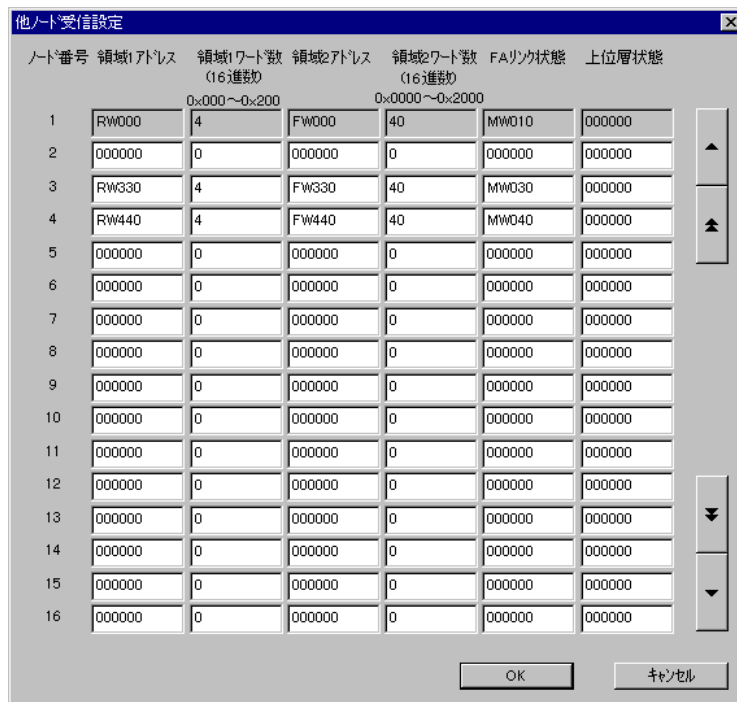 他ノード受信設定
ノード番号 領域1アドレス 領域1ワード数 領域2アドレス 領域2ワード数 FAリンク状態 上位層状態
(16進数) (16進数)
0x000～0x200 0x0000～0x2000
1 RW000 4 FW000 40 MW010 000000
2 000000 0 000000 0 000000 000000
3 RW330 4 FW330 40 MW030 000000
4 RW440 4 FW440 40 MW040 000000
5 000000 0 000000 0 000000 000000
6 000000 0 000000 0 000000 000000
7 000000 0 000000 0 000000 000000
8 000000 0 000000 0 000000 000000
9 000000 0 000000 0 000000 000000
10 000000 0 000000 0 000000 000000
11 000000 0 000000 0 000000 000000
12 000000 0 000000 0 000000 000000
13 000000 0 000000 0 000000 000000
14 000000 0 000000 0 000000 000000
15 000000 0 000000 0 000000 000000
16 000000 0 000000 0 000000 000000
OK キャンセル